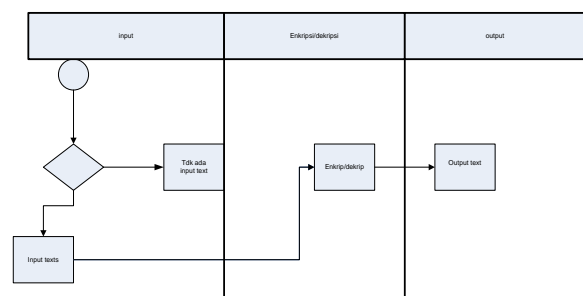 input
Enkripsi/dekripsi
output
Tdk ada
input text
Enkrip/dekrip
Output text
Input texts